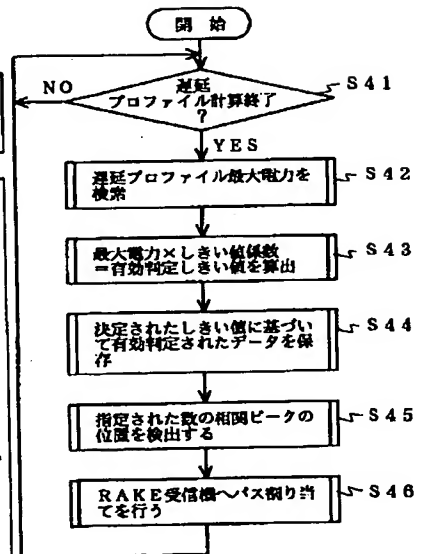 開始
NO
遅延
プロファイル計算終了
?
S41
YES
遅延プロファイル最大電力を
検索
S42
最大電力×しきい値係数
=有効判定しきい値を算出
S43
決定されたしきい値に基づい
て有効判定されたデータを保
存
S44
指定された数の相関ピークの
位置を検出する
S45
RAKE受信機へパス割り当
てを行う
S46